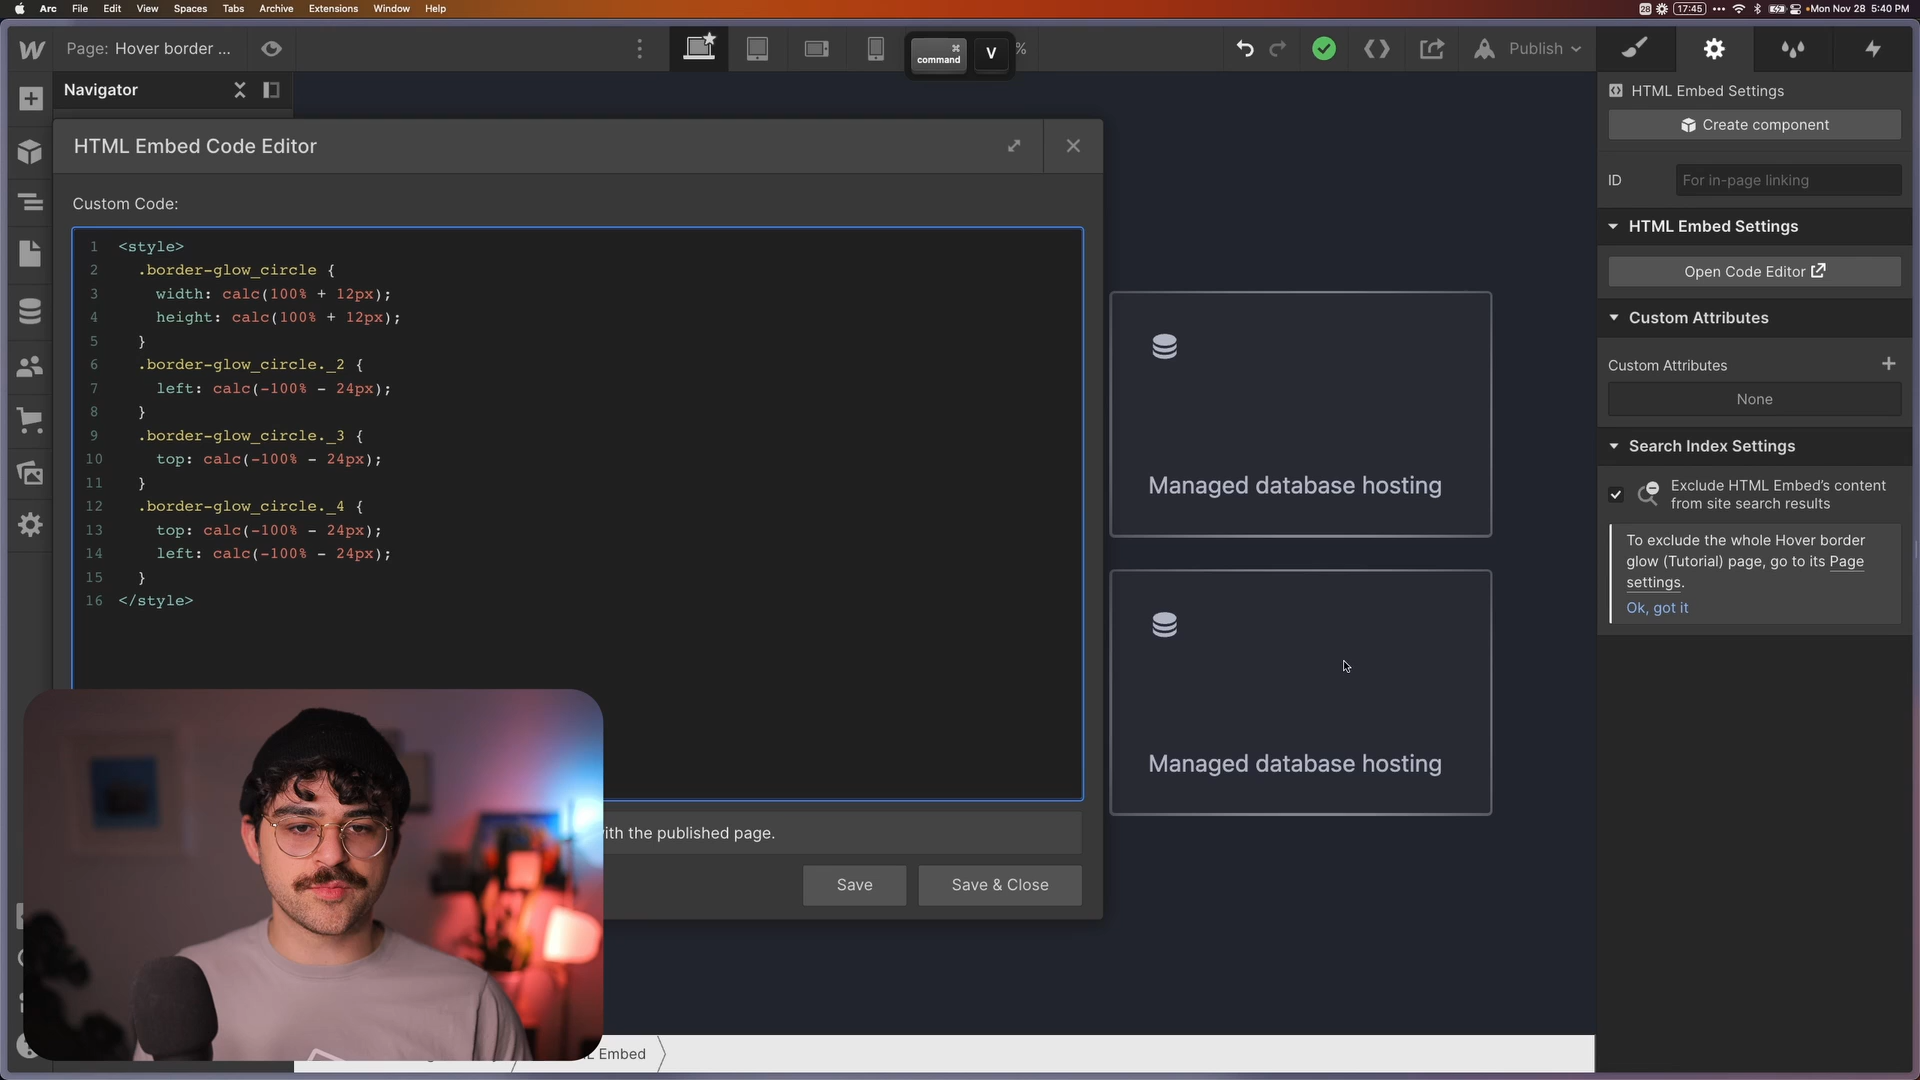 Arc File Edit View Spaces Tabs Archive Extensions Window Help
28 17:45 Mon Nov 28 5:40 PM
Page: Hover border ...
command V %
Publish
Navigator
HTML Embed Code Editor
Custom Code:
1 <style>
2 .border-glow_circle {
3 width: calc(100% + 12px);
4 height: calc(100% + 12px);
5 }
6 .border-glow_circle._2 {
7 left: calc(-100% - 24px);
8 }
9 .border-glow_circle._3 {
10 top: calc(-100% - 24px);
11 }
12 .border-glow_circle._4 {
13 top: calc(-100% - 24px);
14 left: calc(-100% - 24px);
15 }
16 </style>
with the published page.
Save Save & Close
Embed
Managed database hosting
Managed database hosting
HTML Embed Settings
Create component
ID For in-page linking
HTML Embed Settings
Open Code Editor
Custom Attributes
Custom Attributes
None
Search Index Settings
Exclude HTML Embed's content
from site search results
To exclude the whole Hover border
glow (Tutorial) page, go to its Page
settings.
Ok, got it